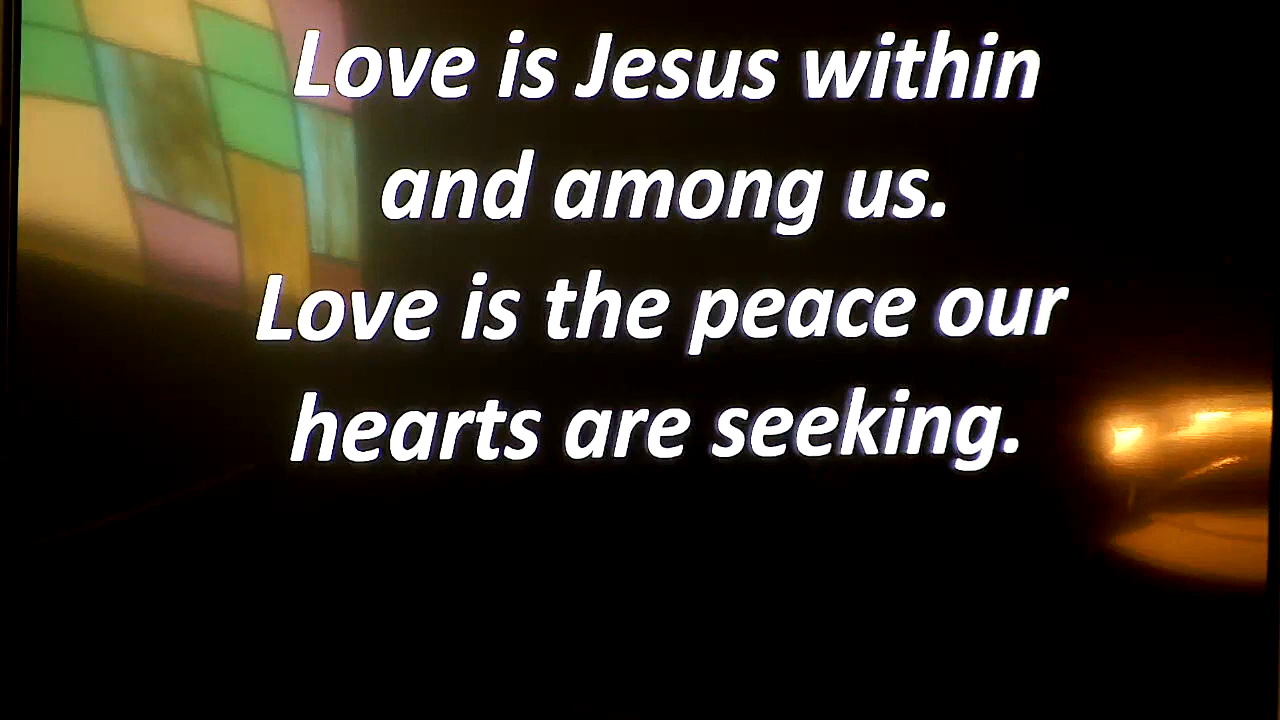 Love is Jesus within
and among us.
Love is the peace our
hearts are seeking.